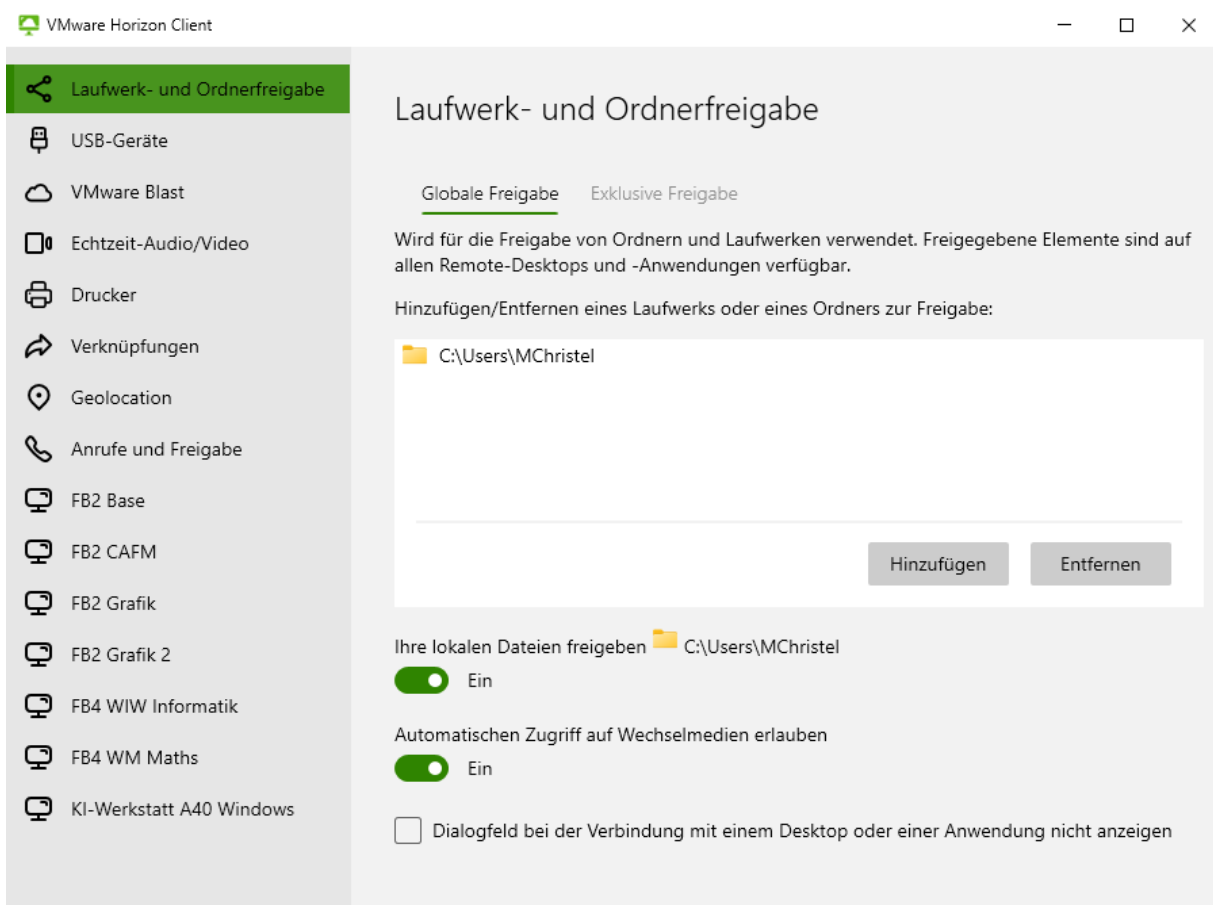 VMware Horizon Client
Laufwerk- und Ordnerfreigabe
USB-Geräte
VMware Blast
Echtzeit-Audio/Video
Drucker
Verknüpfungen
Geolocation
Anrufe und Freigabe
FB2 Base
FB2 CAFM
FB2 Grafik
FB2 Grafik 2
FB4 WIW Informatik
FB4 WM Maths
KI-Werkstatt A40 Windows
Laufwerk- und Ordnerfreigabe
Globale Freigabe Exklusive Freigabe
Wird für die Freigabe von Ordnern und Laufwerken verwendet. Freigegebene Elemente sind auf
allen Remote-Desktops und -Anwendungen verfügbar.
Hinzufügen/Entfernen eines Laufwerks oder eines Ordners zur Freigabe:
C:\Users\MChristel
Hinzufügen Entfernen
Ihre lokalen Dateien freigeben C:\Users\MChristel
Ein
Automatischen Zugriff auf Wechselmedien erlauben
Ein
Dialogfeld bei der Verbindung mit einem Desktop oder einer Anwendung nicht anzeigen